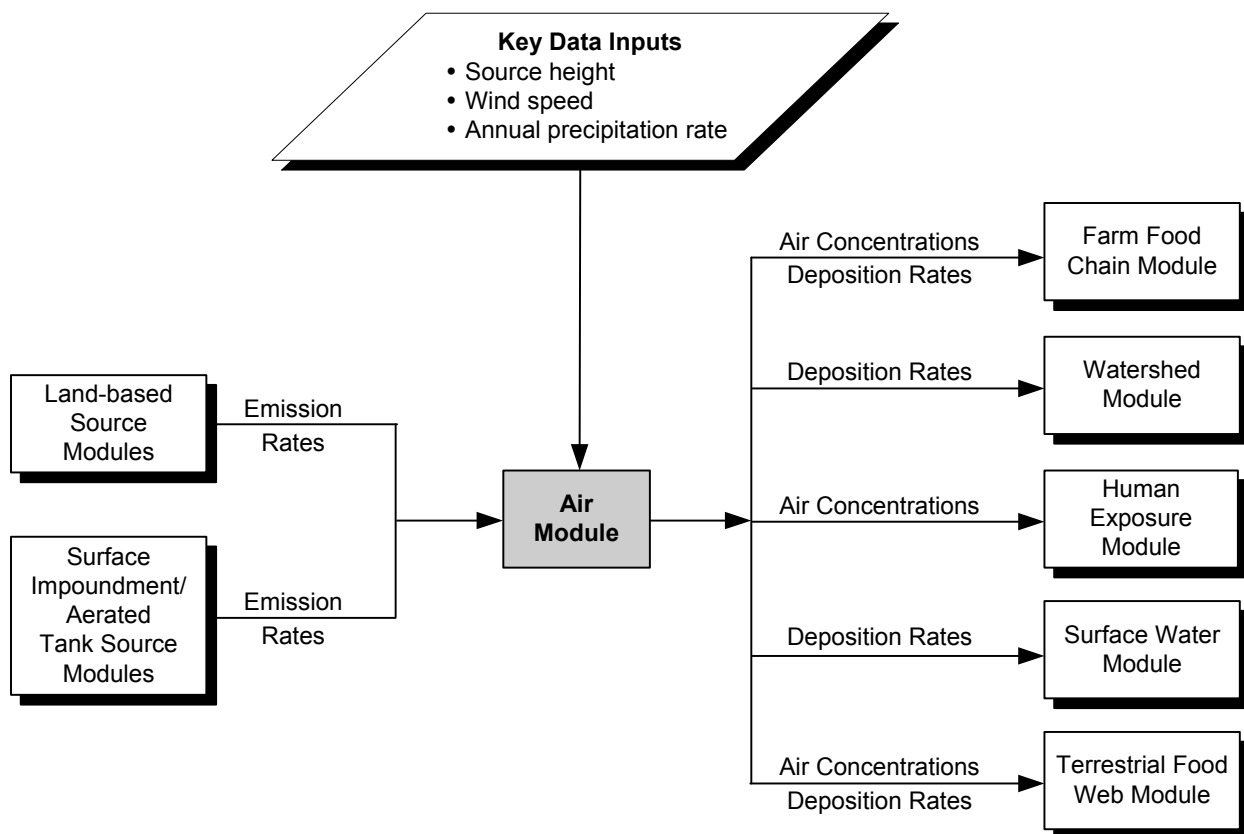 Key Data Inputs
• Source height
• Wind speed
• Annual precipitation rate
Land-based
Source
Modules
Emission
Rates
Surface
Impoundment/
Aerated
Tank Source
Modules
Emission
Rates
Air
Module
Air Concentrations
Deposition Rates
Farm Food
Chain Module
Deposition Rates
Watershed
Module
Air Concentrations
Human
Exposure
Module
Deposition Rates
Surface Water
Module
Air Concentrations
Deposition Rates
Terrestrial Food
Web Module